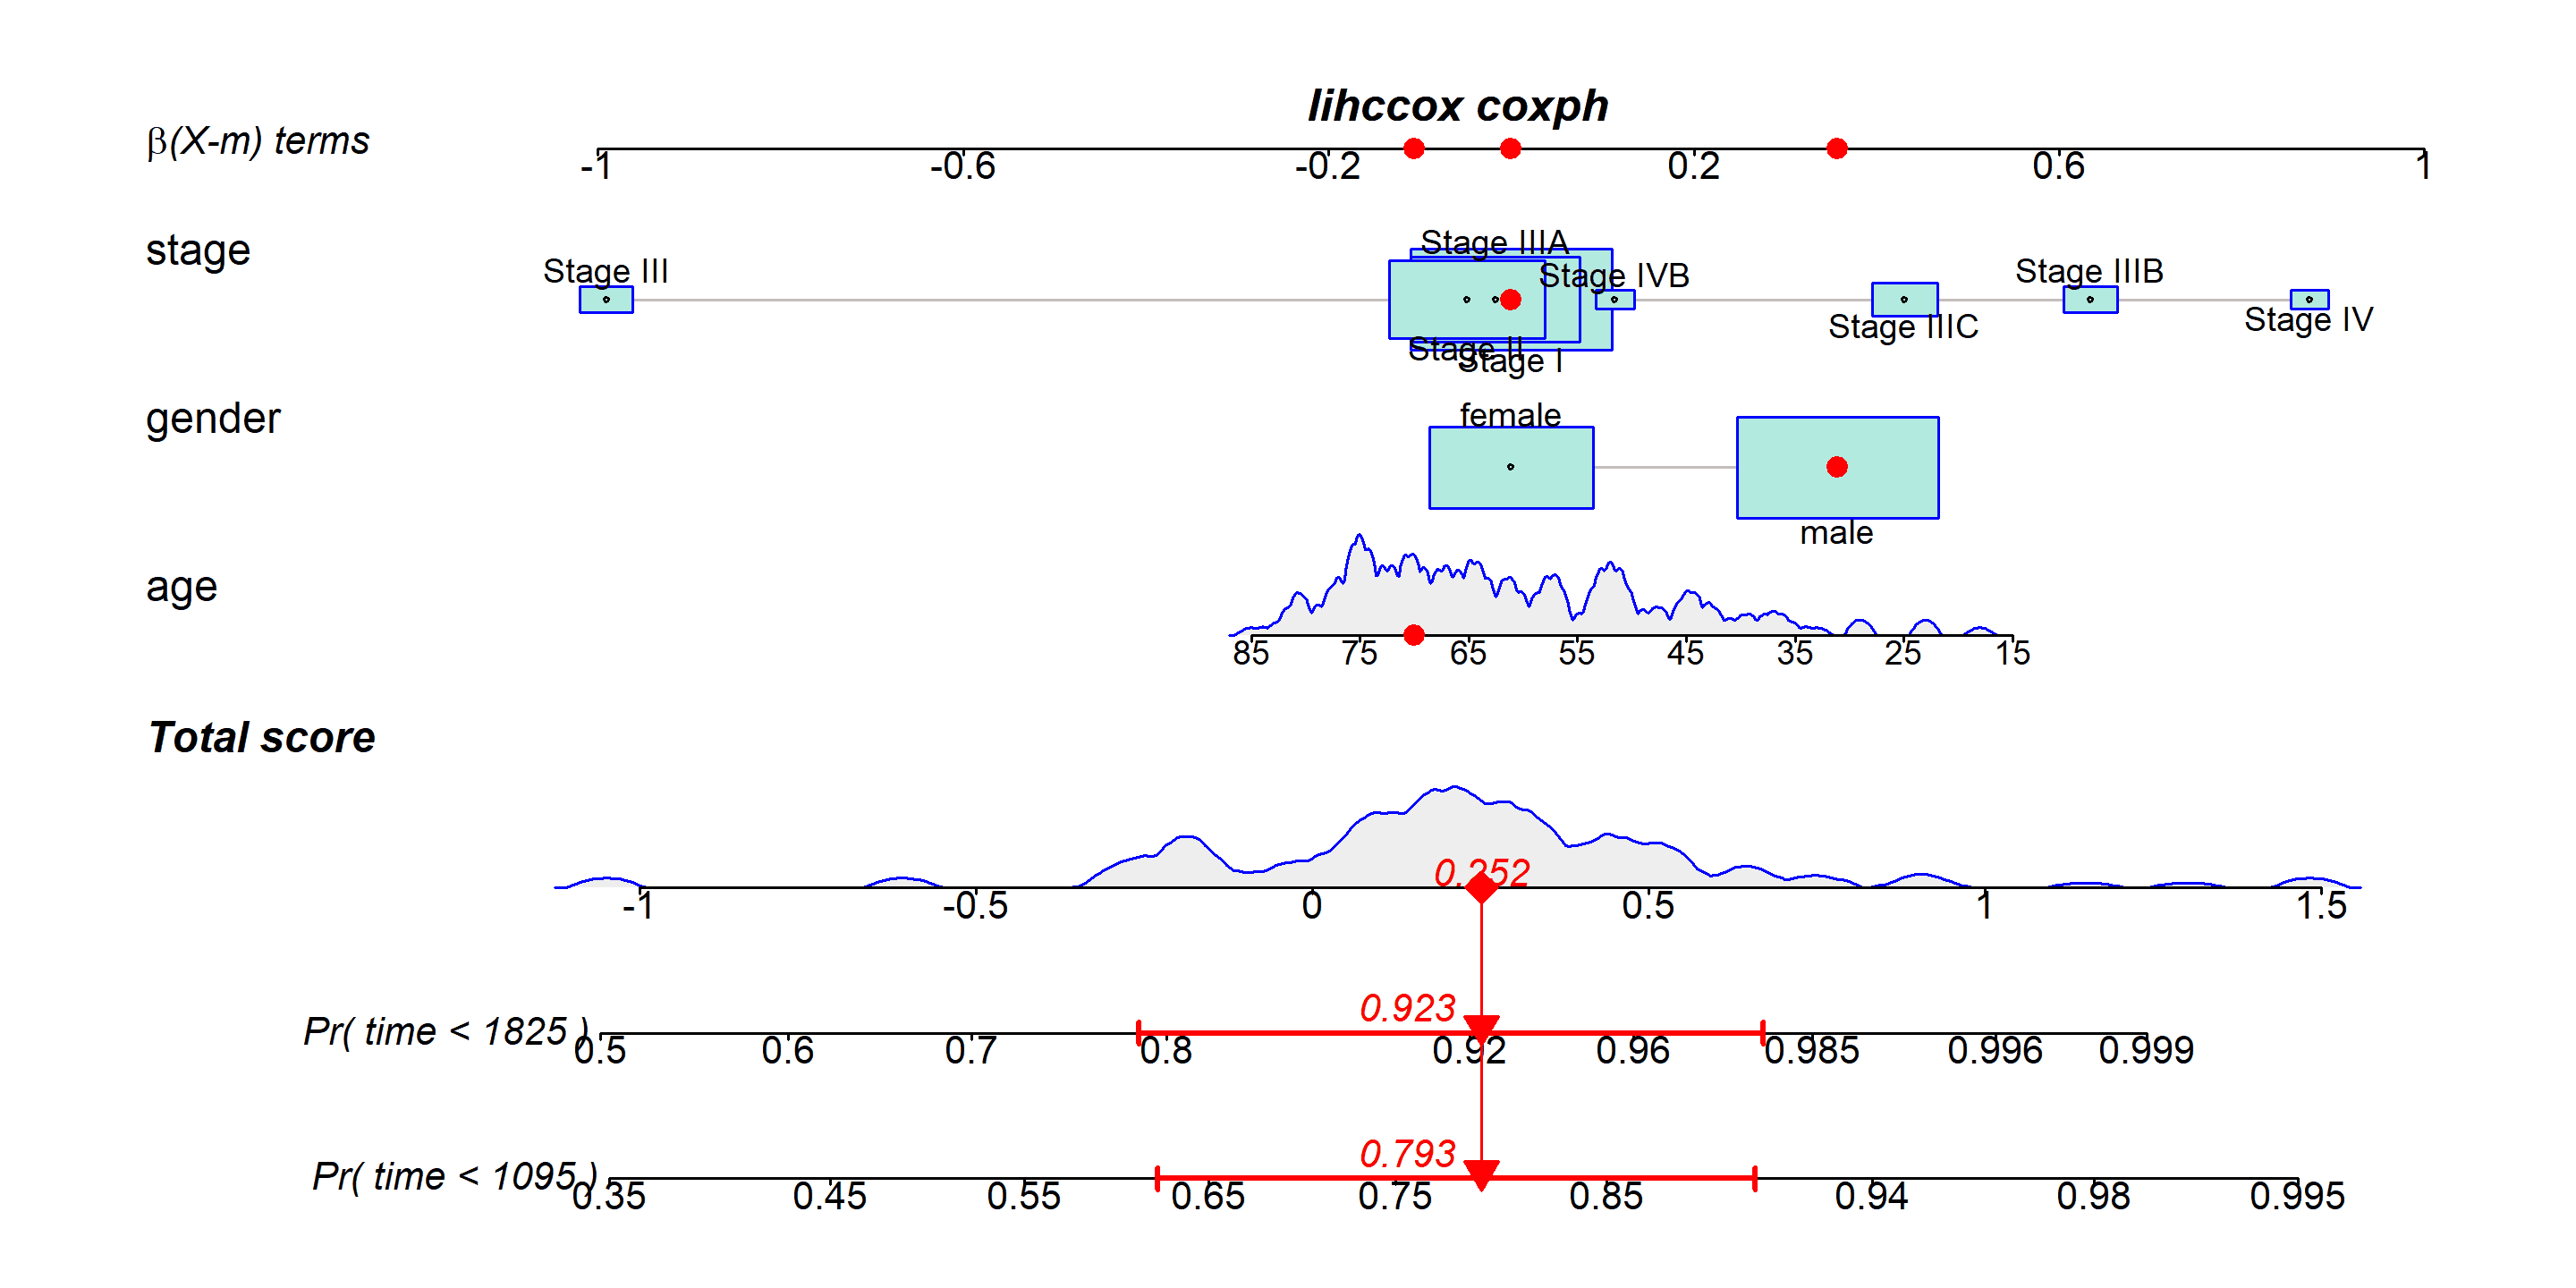 lihccox coxph
β(X-m) terms
-1 -0.6 -0.2 0.2 0.6 1
stage
Stage III Stage IIIA Stage IVB Stage IIIB
Stage II Stage I Stage IIIC Stage IV
gender
female
male
age
85 75 65 55 45 35 25 15
Total score
0.252
-1 -0.5 0 0.5 1 1.5
0.923
Pr( time < 1825 )
0.5 0.6 0.7 0.8 0.92 0.96 0.985 0.996 0.999
0.793
Pr( time < 1095 )
0.35 0.45 0.55 0.65 0.75 0.85 0.94 0.98 0.995